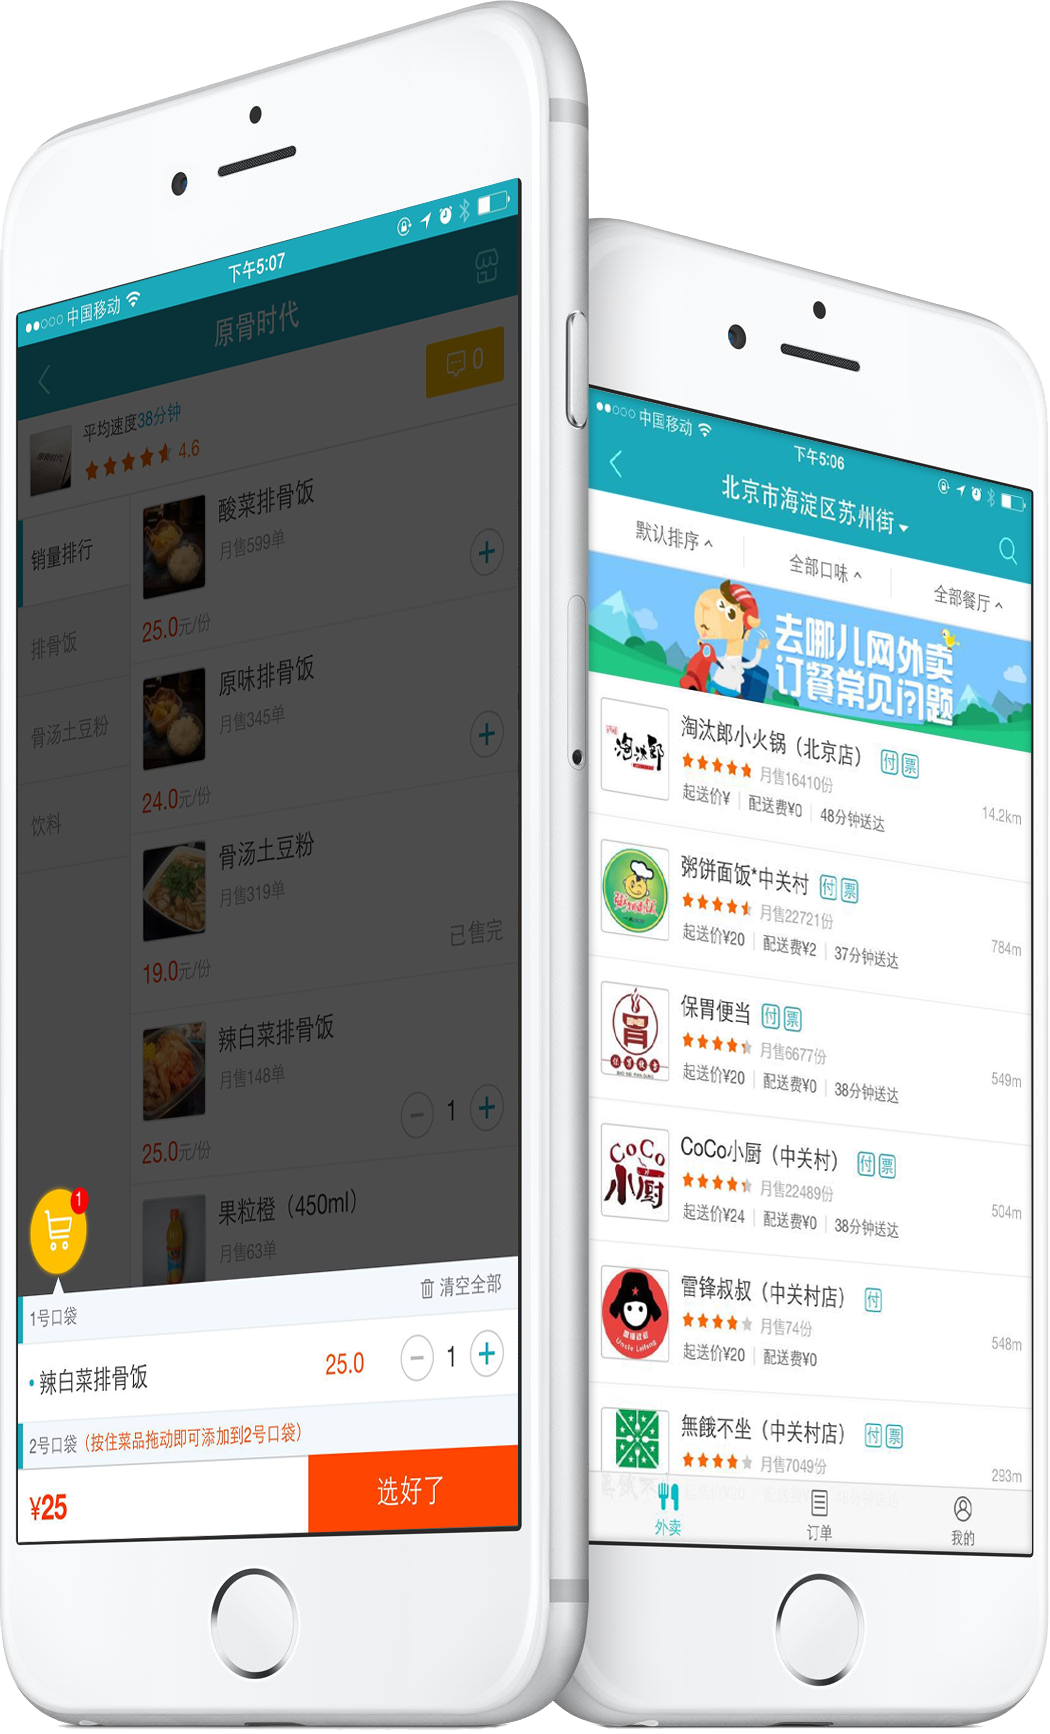 中国移动
下午5:07
原骨时代
0
平均速度38分钟
4.6
销量排行
排骨饭
骨汤土豆粉
饮料
酸菜排骨饭
月售599单
25.0元/份
原味排骨饭
月售345单
24.0元/份
骨汤土豆粉
月售319单
已售完
19.0元/份
辣白菜排骨饭
月售148单
1
25.0元/份
果粒橙（450ml）
月售63单
1
清空全部
1号口袋
辣白菜排骨饭
25.0
1
2号口袋（按住菜品拖动即可添加到2号口袋）
¥25
选好了
中国移动
下午5:06
北京市海淀区苏州街
默认排序
全部口味
全部餐厅
去哪儿网外卖
订餐常见问题
淘汰郎
淘汰郎小火锅（北京店） 付 票
月售16410份
起送价¥ 配送费¥0 48分钟送达
14.2km
粥饼面饭*中关村 付 票
月售22721份
起送价¥20 配送费¥2 37分钟送达
784m
保胃便当 付 票
月售6677份
起送价¥20 配送费¥0 38分钟送达
549m
CoCo
小厨
CoCo小厨（中关村） 付 票
月售22489份
起送价¥24 配送费¥0 38分钟送达
504m
Uncle Leifeng
雷锋叔叔（中关村店） 付
月售74份
起送价¥20 配送费¥0
548m
無餓不坐（中关村店） 付 票
月售7049份
293m
外卖
订单
我的